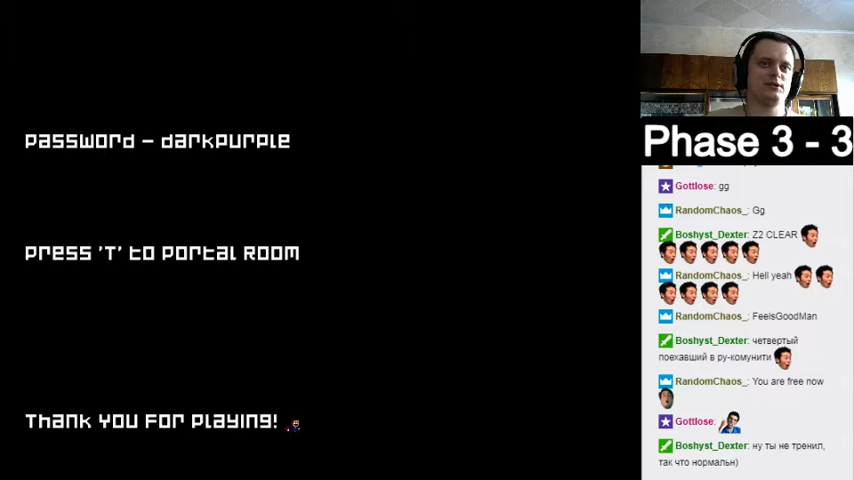 Password - darkpurple
Press 'T' to Portal Room
Thank you for playing!
Phase 3 - 3
Gottlose: gg
RandomChaos_: Gg
Boshyst_Dexter: Z2 CLEAR
RandomChaos_: Hell yeah
RandomChaos_: FeelsGoodMan
Boshyst_Dexter: четвертый
поехавший в ру-комунити
RandomChaos_: You are free now
Gottlose:
Boshyst_Dexter: ну ты не тренил,
так что нормальн)